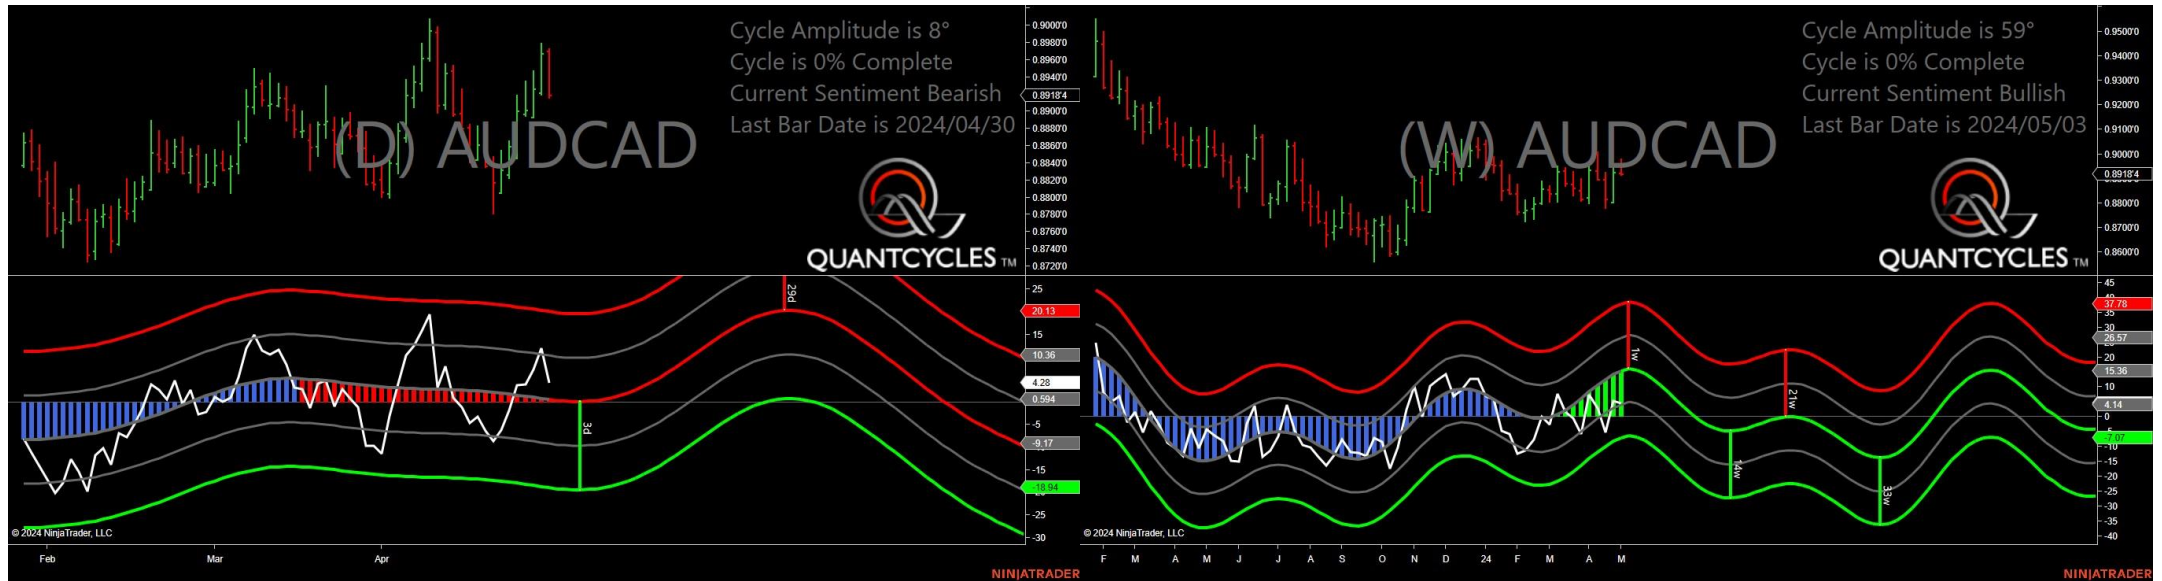 Cycle Amplitude is 8°
Cycle is 0% Complete
Current Sentiment Bearish
Last Bar Date is 2024/04/30
(D) AUDCAD
QUANTCYCLES TM
0.9000'0
0.8980'0
0.8960'0
0.8940'0
0.8918'4
0.8900'0
0.8880'0
0.8860'0
0.8840'0
0.8820'0
0.8800'0
0.8780'0
0.8760'0
0.8740'0
0.8720'0
29d
3d
25
20.13
15
10.36
4.28
0.594
-5
-9.17
-15
-18.94
-25
-30
© 2024 NinjaTrader, LLC
Feb Mar Apr
NINJATRADER
Cycle Amplitude is 59°
Cycle is 0% Complete
Current Sentiment Bullish
Last Bar Date is 2024/05/03
(W) AUDCAD
QUANTCYCLES TM
0.9500'0
0.9400'0
0.9300'0
0.9200'0
0.9100'0
0.9000'0
0.8918'4
0.8800'0
0.8700'0
0.8600'0
1w
21w
14w
33w
45
37.78
35
30
26.57
20
15.36
10
4.14
0
-7.07
-10
-15
-20
-25
-30
-35
-40
© 2024 NinjaTrader, LLC
F M A M J J A S O N D 24 F M A M
NINJATRADER